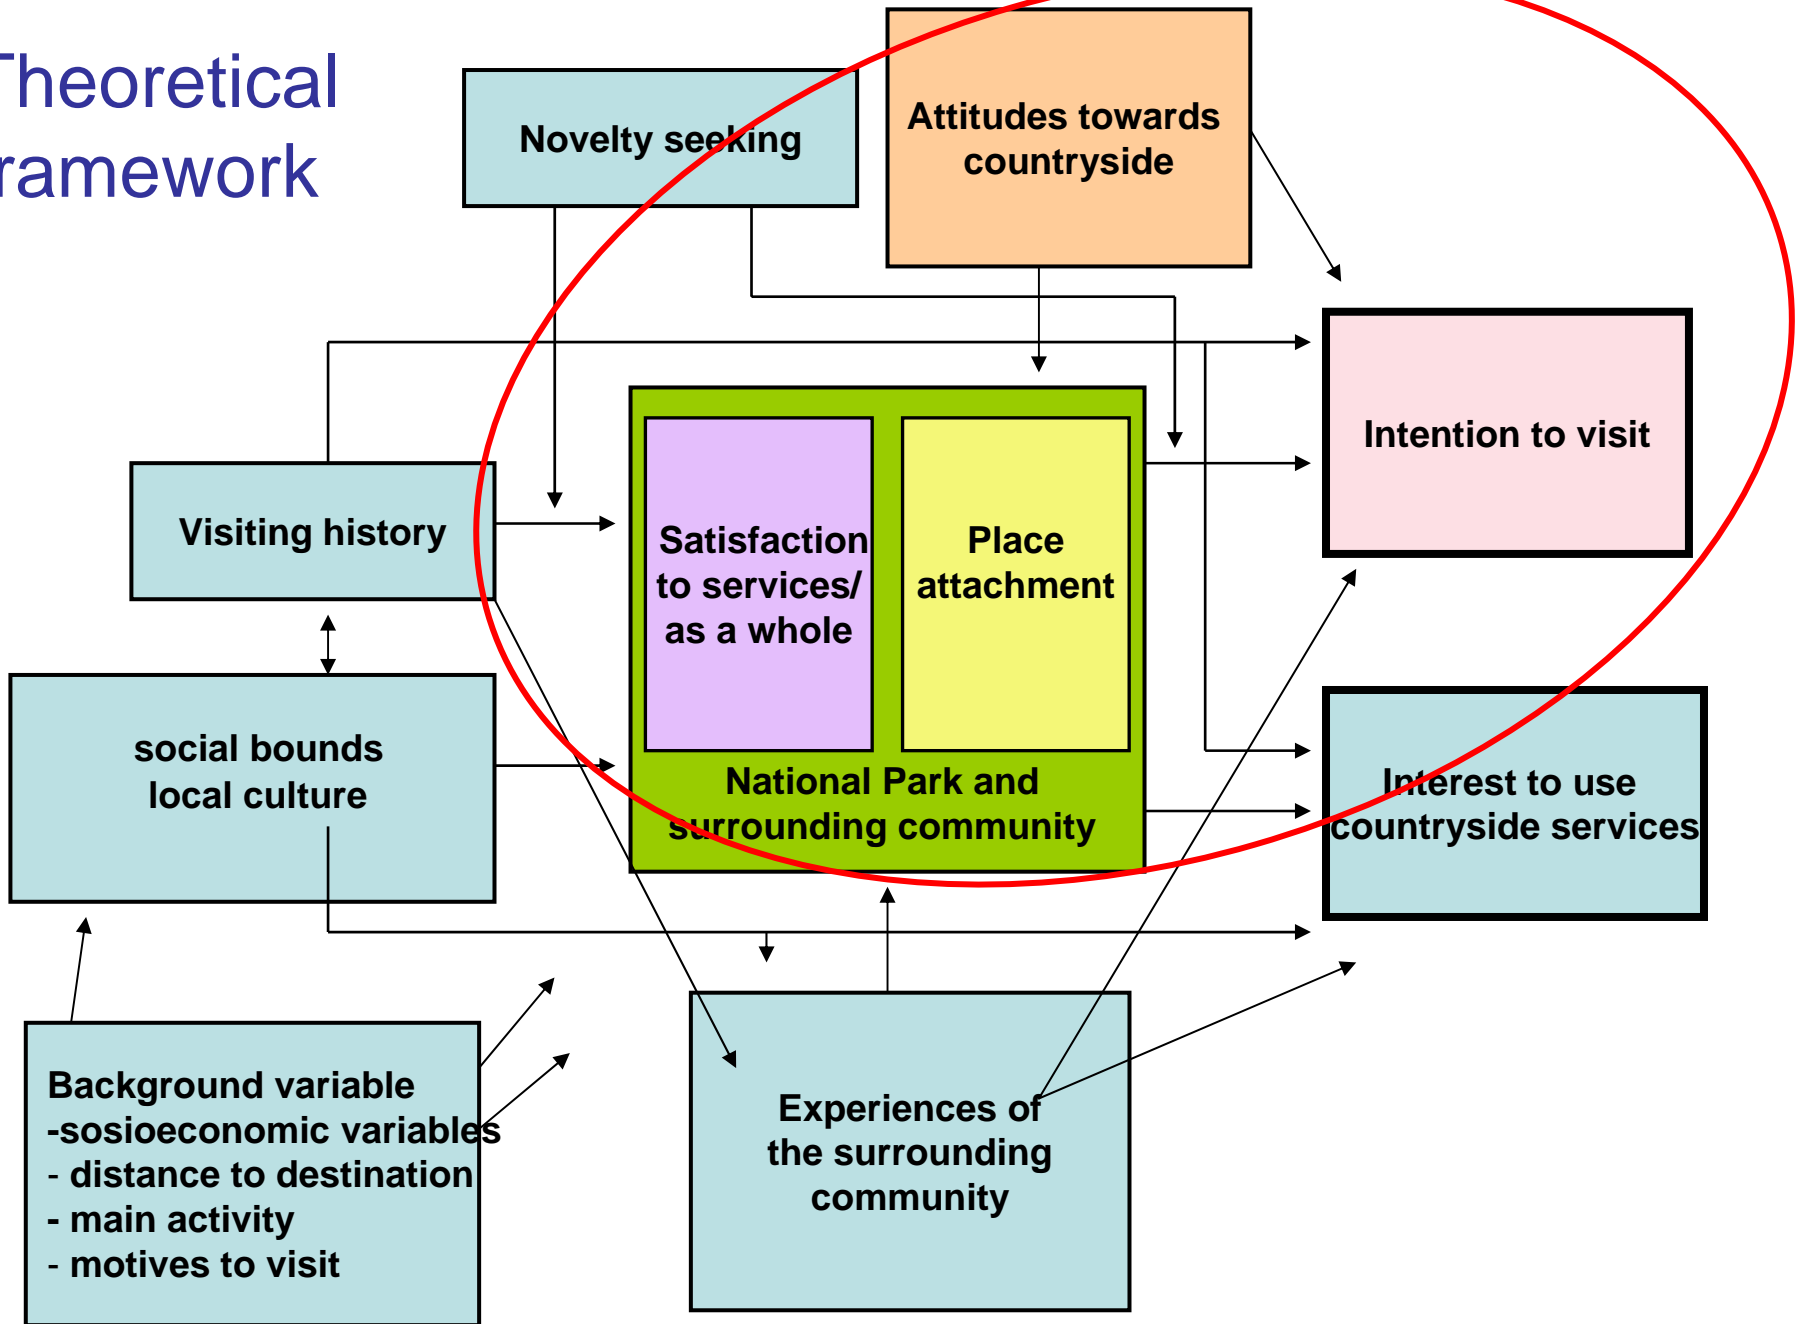 Theoretical
ramework
Novelty seeking
Attitudes towards
countryside
Intention to visit
Visiting history
Satisfaction
to services/
as a whole
Place
attachment
National Park and
surrounding community
social bounds
local culture
Interest to use
countryside services
Background variable
-sosioeconomic variables
- distance to destination
- main activity
- motives to visit
Experiences of
the surrounding
community